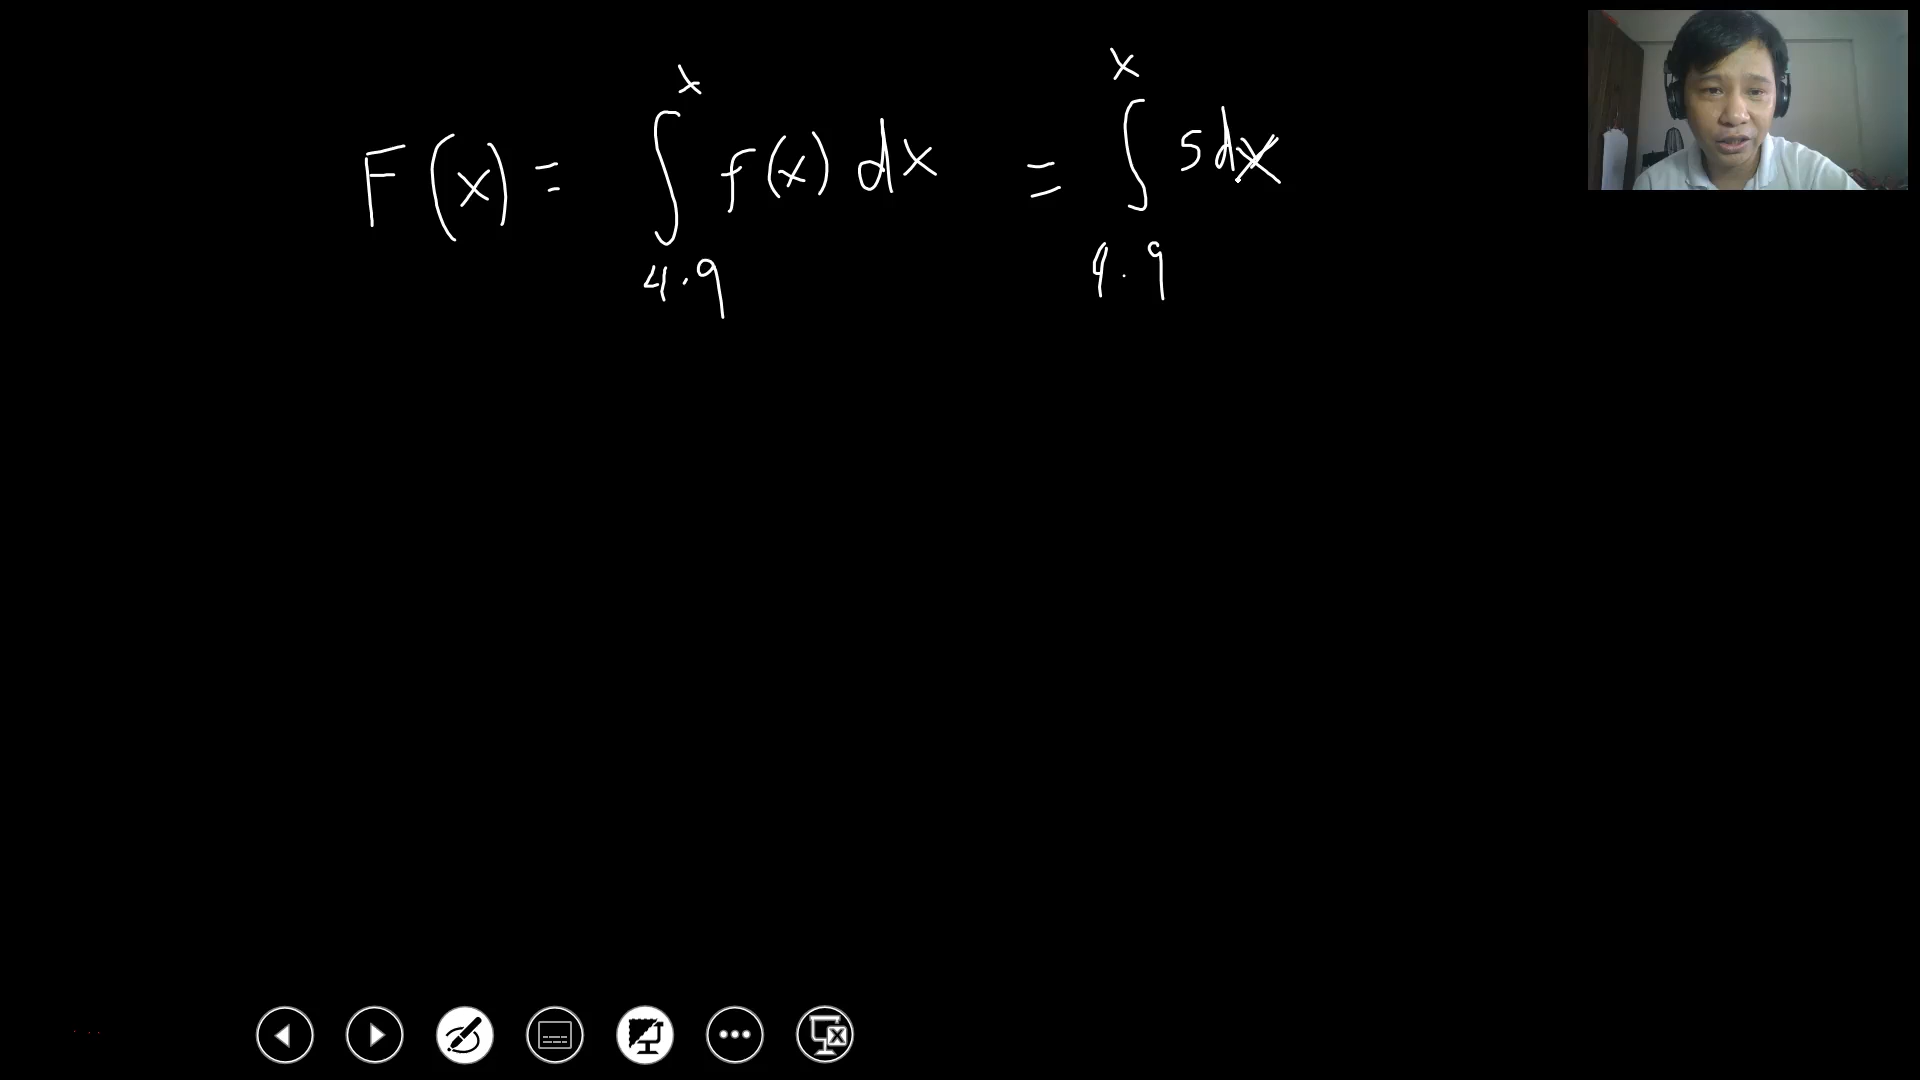 F(x) = ∫_{4.9}^{x} f(x) dx = ∫_{4.9}^{x} 5dx